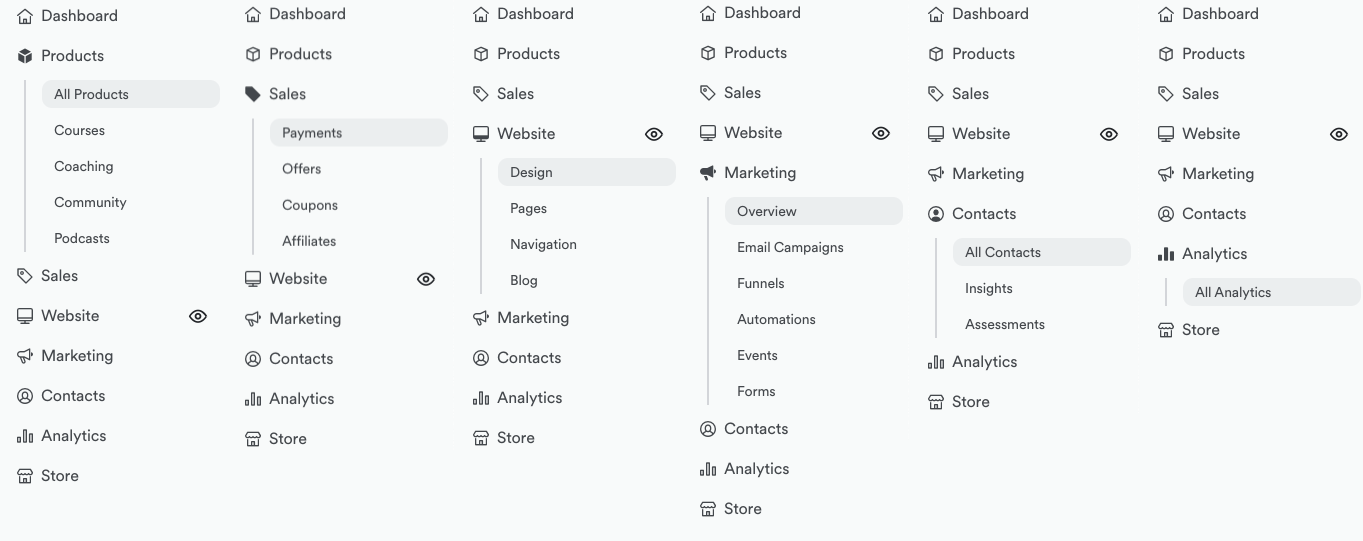 Dashboard
Products
All Products
Courses
Coaching
Community
Podcasts
Sales
Website
Marketing
Contacts
Analytics
Store
Dashboard
Products
Sales
Payments
Offers
Coupons
Affiliates
Website
Marketing
Contacts
Analytics
Store
Dashboard
Products
Sales
Website
Design
Pages
Navigation
Blog
Marketing
Contacts
Analytics
Store
Dashboard
Products
Sales
Website
Marketing
Overview
Email Campaigns
Funnels
Automations
Events
Forms
Contacts
Analytics
Store
Dashboard
Products
Sales
Website
Marketing
Contacts
All Contacts
Insights
Assessments
Analytics
Store
Dashboard
Products
Sales
Website
Marketing
Contacts
Analytics
All Analytics
Store